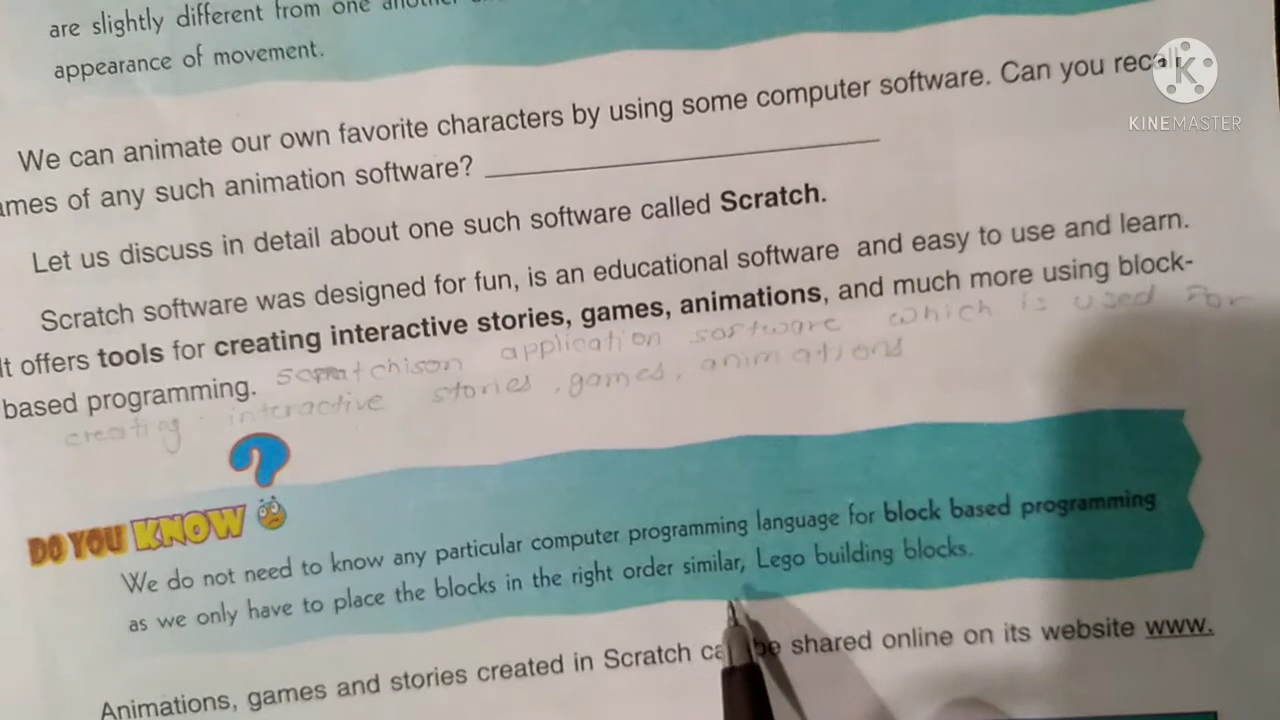 are slightly different from one another
appearance of movement.
We can animate our own favorite characters by using some computer software. Can you recall
ames of any such animation software?
Let us discuss in detail about one such software called Scratch.
Scratch software was designed for fun, is an educational software and easy to use and learn.
It offers tools for creating interactive stories, games, animations, and much more using block-
based programming.
application software which is used for
creating interactive stories, games, animations
DO YOU KNOW ?
We do not need to know any particular computer programming language for block based programming
as we only have to place the blocks in the right order similar, Lego building blocks.
Animations, games and stories created in Scratch can be shared online on its website www.
KINEMASTER